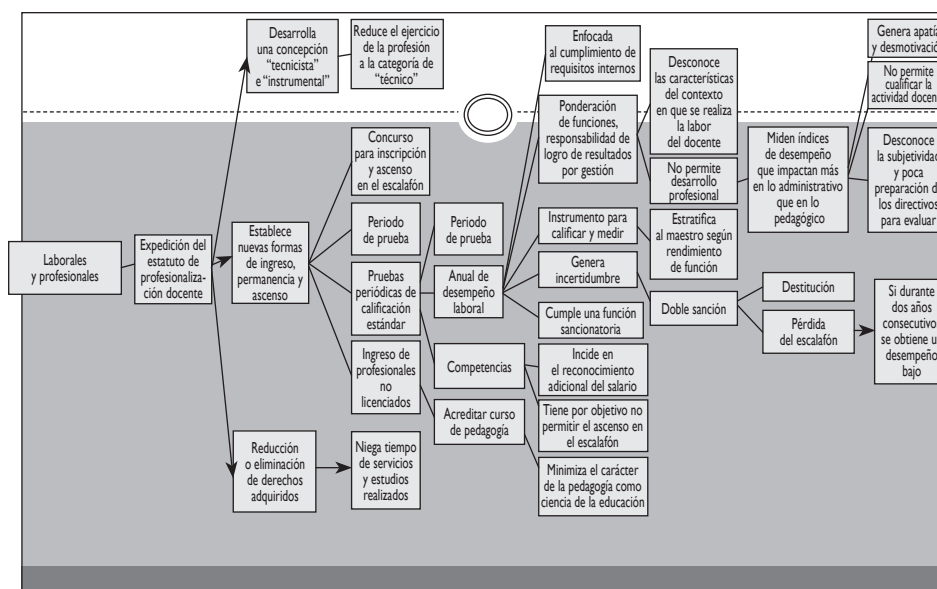 Laborales
y profesionales
Expedición del
estatuto de
profesionaliza-
ción docente
Desarrolla
una concepción
“tecnicista”
e “instrumental”
Reduce el ejercicio
de la profesión
a la categoría de
“técnico”
Establece
nuevas formas
de ingreso,
permanencia y
ascenso
Reducción
o eliminación
de derechos
adquiridos
Niega tiempo
de servicios
y estudios
realizados
Concurso
para inscripción
y ascenso
en el escalafón
Periodo
de prueba
Pruebas
periódicas de
calificación
estándar
Ingreso de
profesionales
no
licenciados
Periodo
de prueba
Anual de
desempeño
laboral
Competencias
Acreditar curso
de pedagogía
Enfocada
al cumplimiento de
requisitos internos
Ponderación
de funciones,
responsabilidad de
logro de resultados
por gestión
Instrumento para
calificar y medir
Genera
incertidumbre
Cumple una función
sancionatoria
Incide en
el reconocimiento
adicional del salario
Tiene por objetivo no
permitir el ascenso en
el escalafón
Minimiza el carácter
de la pedagogía como
ciencia de la educación
Desconoce
las características
del contexto
en que se realiza
la labor
del docente
No permite
desarrollo
profesional
Estratifica
al maestro según
rendimiento
de función
Doble sanción
Miden índices
de desempeño
que impactan más
en lo administrativo
que en lo
pedagógico
Destitución
Pérdida
del escalafón
Genera apatía
y desmotivació
No permite
cualificar la
actividad docen
Desconoce
la subjetividad
y poca
preparación d
los directivos
para evaluar
Si durante
dos años
consecutivo
se obtiene u
desempeño
bajo